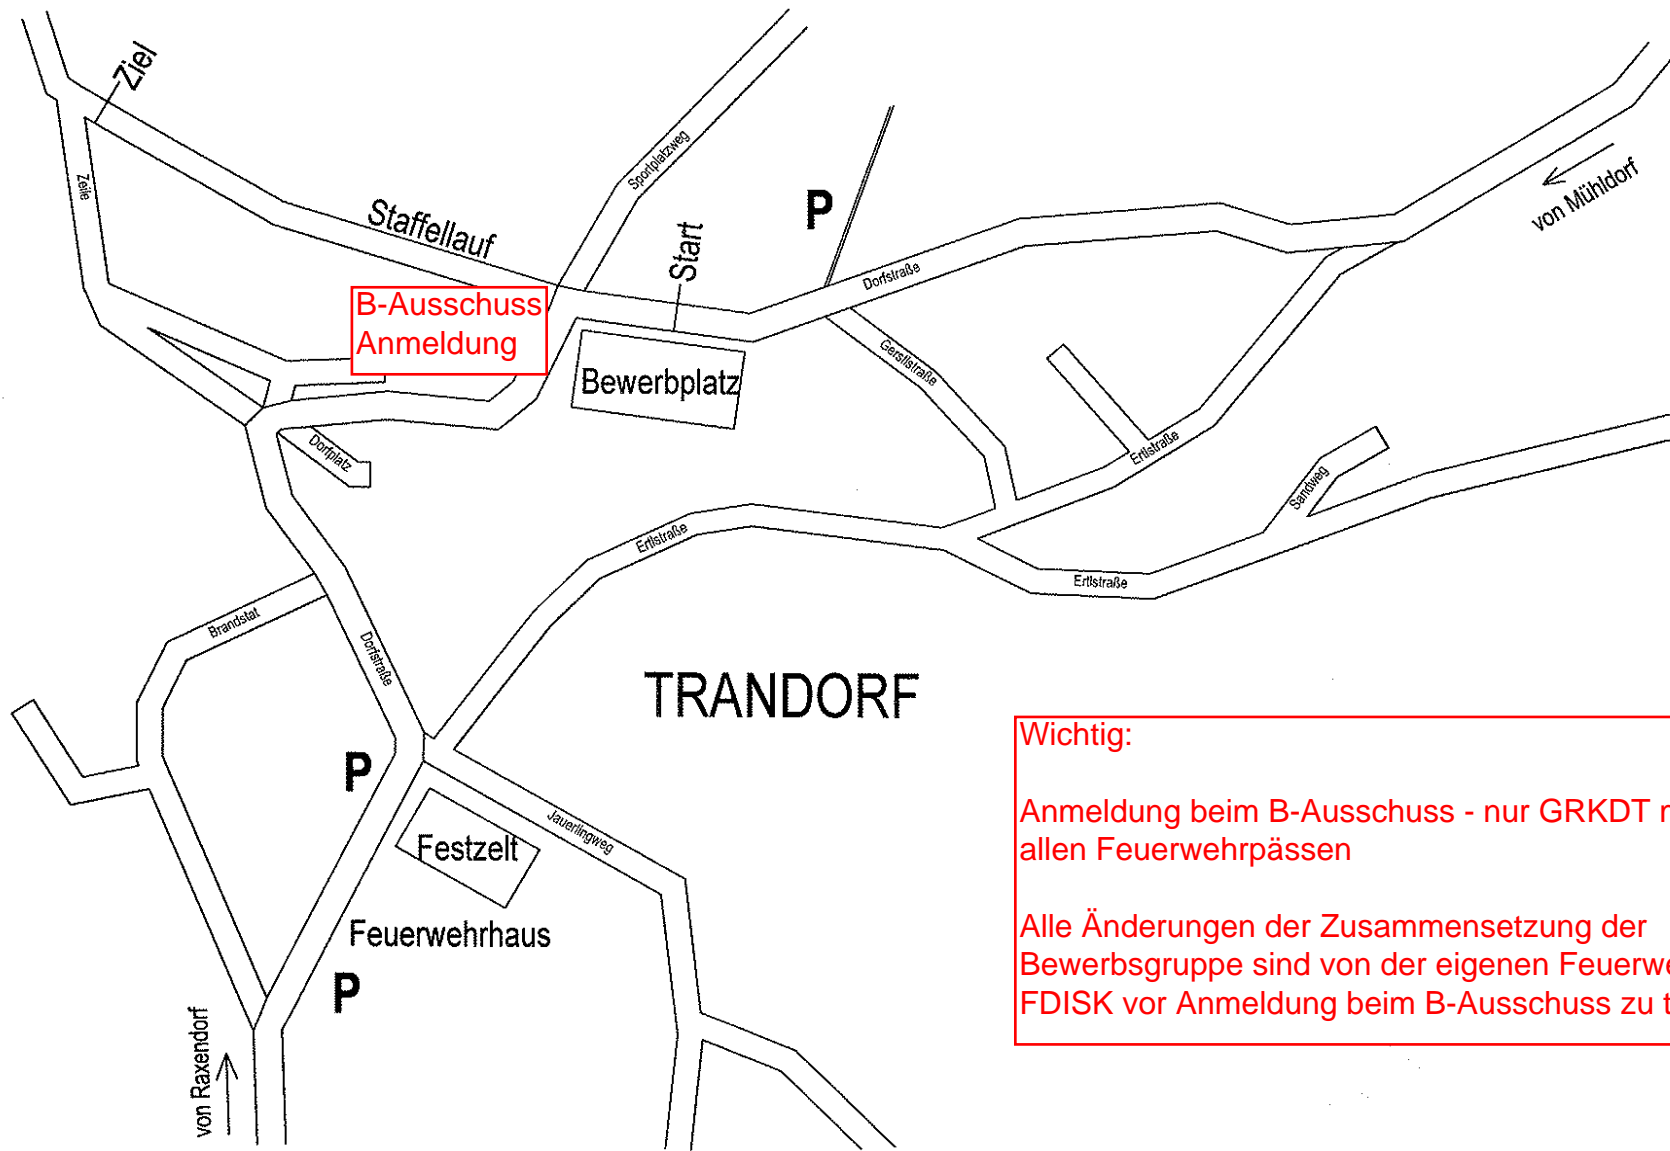 Ziel
Zeile
Staffellauf
Sportplatzweg
Start
P
Dorfstraße
von Mühldorf
B-Ausschuss
Anmeldung
Bewerbplatz
Gerstlstraße
Dorfplatz
Ertlstraße
Sandweg
Ertlstraße
Ertlstraße
Brandstat
Dorfstraße
TRANDORF
P
Jauerlingweg
Festzelt
Feuerwehrhaus
P
von Raxendorf
Wichtig:
Anmeldung beim B-Ausschuss - nur GRKDT
allen Feuerwehrpässen
Alle Änderungen der Zusammensetzung der
Bewerbsgruppe sind von der eigenen
FDISK vor Anmeldung beim B-Ausschuss zu